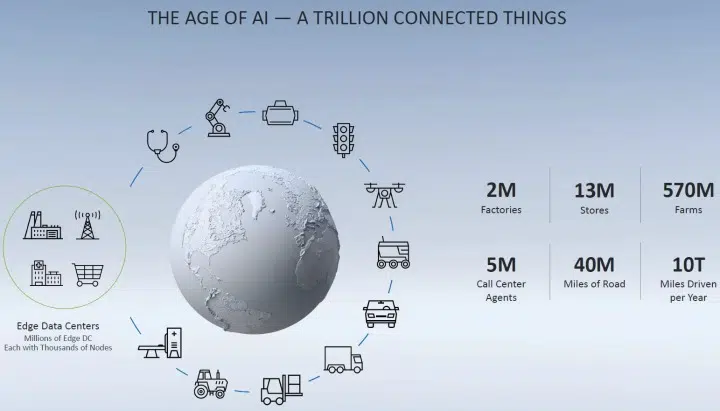 THE AGE OF AI — A TRILLION CONNECTED THINGS
2M
Factories
13M
Stores
570M
Farms
5M
Call Center
Agents
40M
Miles of Road
10T
Miles Driven
per Year
Edge Data Centers
Millions of Edge DC
Each with Thousands of Nodes